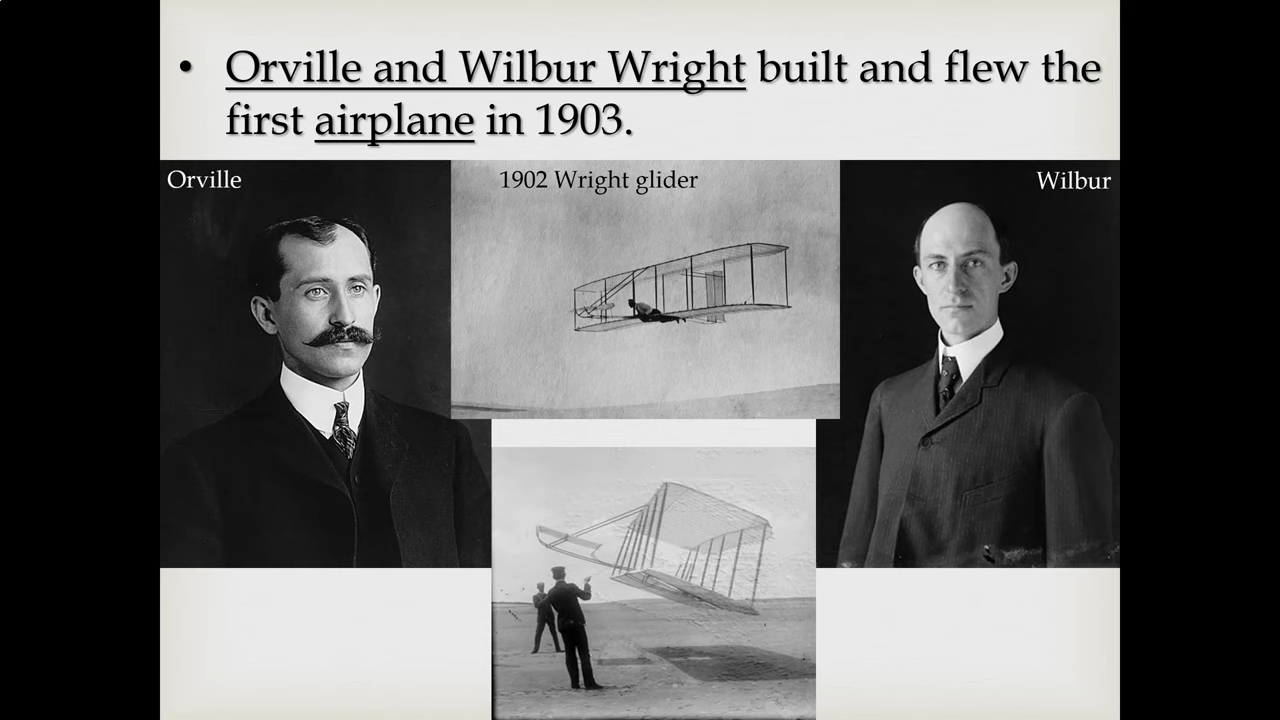 • Orville and Wilbur Wright built and flew the
first airplane in 1903.
Orville
1902 Wright glider
Wilbur